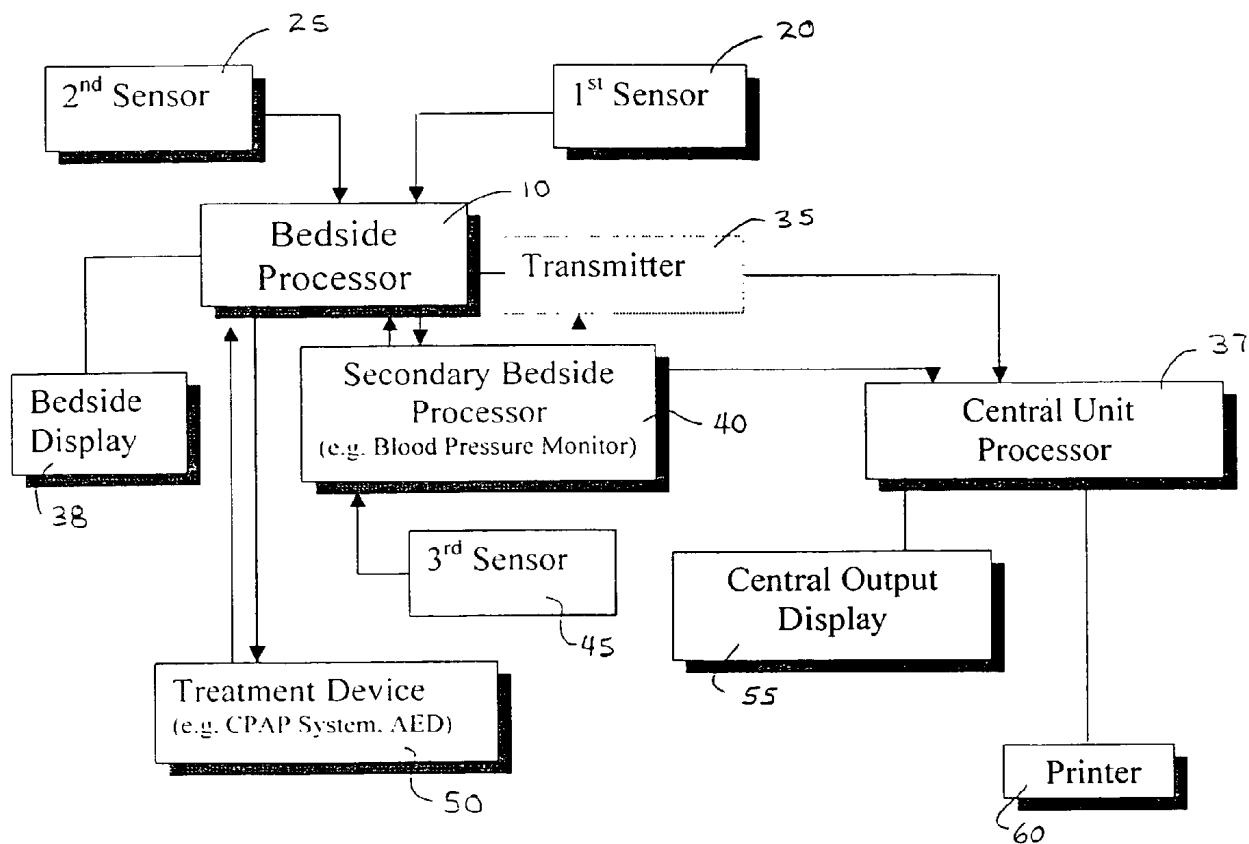 25
20
2nd Sensor
1st Sensor
10
35
Bedside
Processor
Transmitter
37
Bedside
Display
38
Secondary Bedside
Processor
(e.g. Blood Pressure Monitor)
40
Central Unit
Processor
3rd Sensor
45
Central Output
Display
55
Treatment Device
(e.g. CPAP System, AED)
50
Printer
60